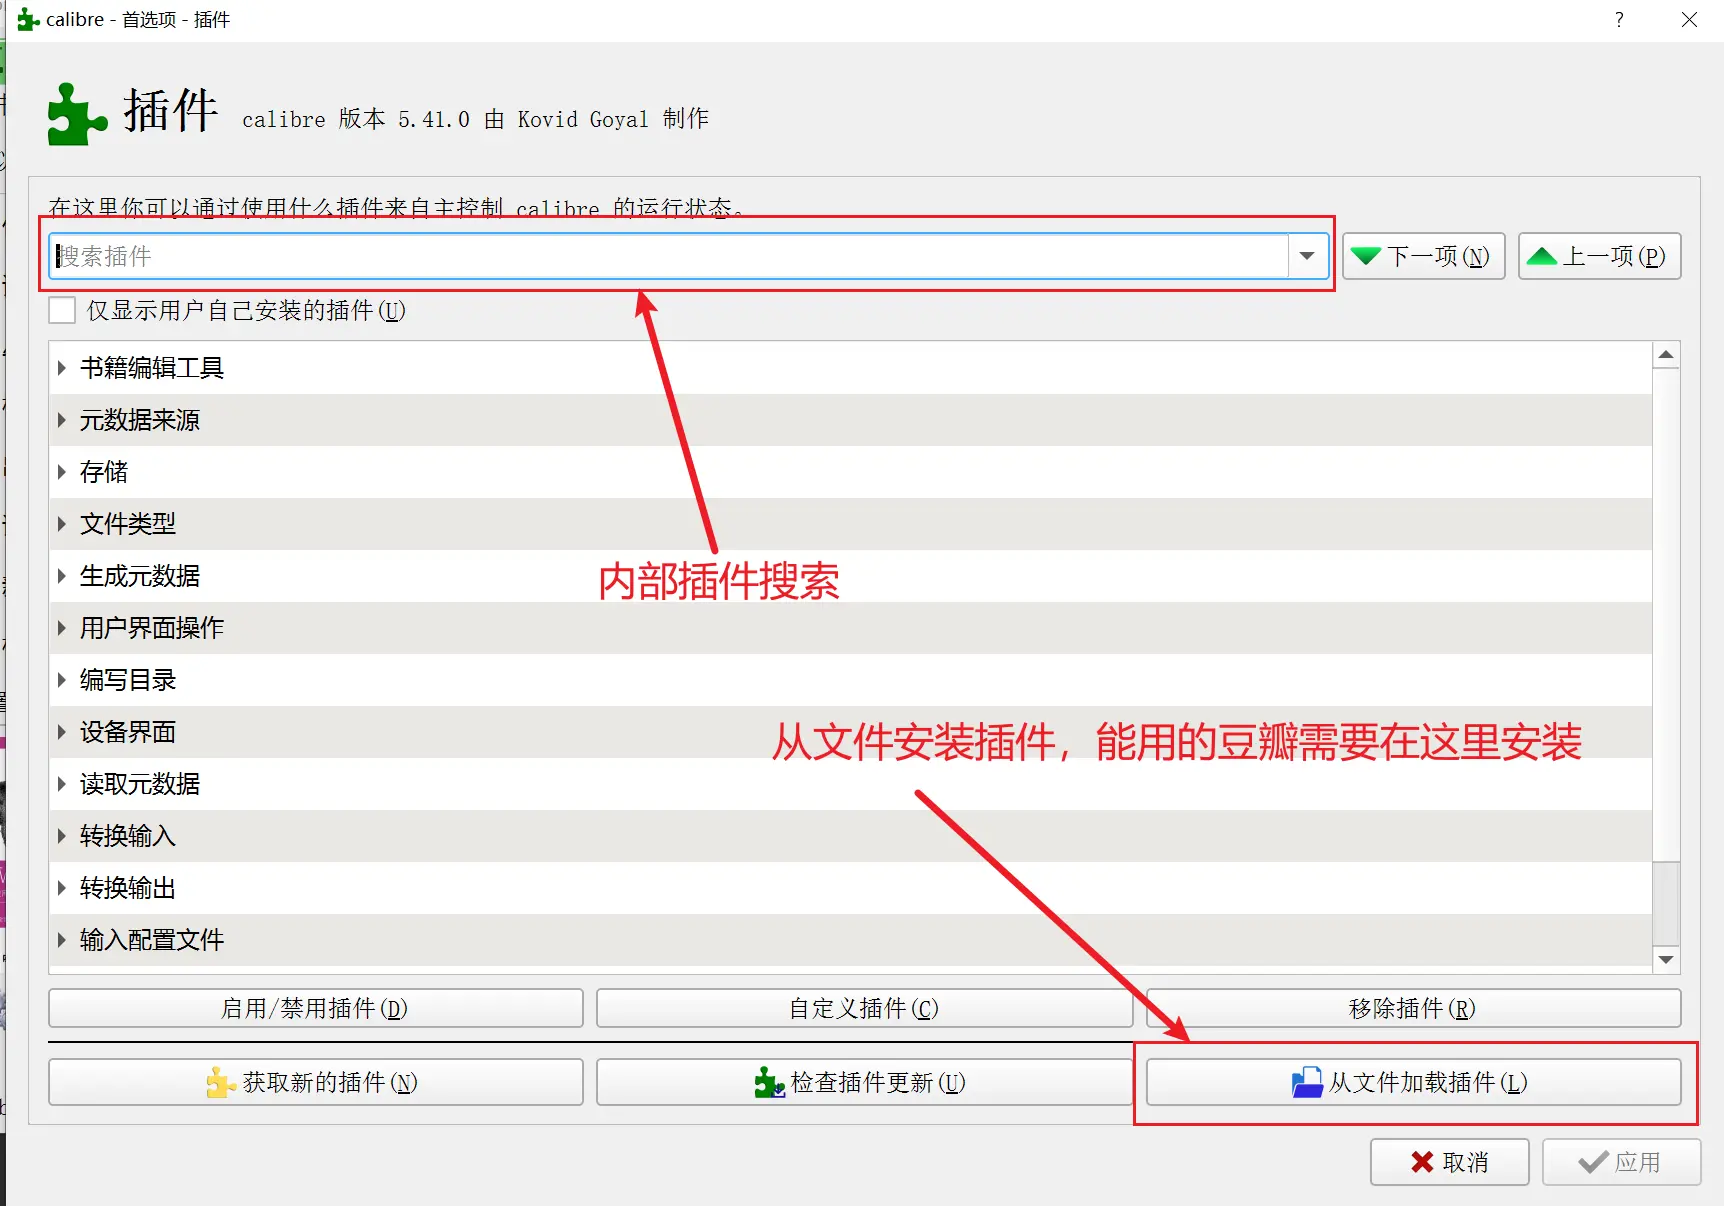 calibre - 首选项 - 插件
插件 calibre 版本 5.41.0 由 Kovid Goyal 制作
在这里你可以通过使用什么插件来自主控制 calibre 的运行状态。
搜索插件 下一项(N) 上一项(P)
仅显示用户自己安装的插件(U)
书籍编辑工具
元数据来源
存储
文件类型
生成元数据
内部插件搜索
用户界面操作
编写目录
设备界面
从文件安装插件，能用的豆瓣需要在这里安装
读取元数据
转换输入
转换输出
输入配置文件
启用/禁用插件(D) 自定义插件(C) 移除插件(R)
获取新的插件(N) 检查插件更新(U) 从文件加载插件(L)
取消 应用